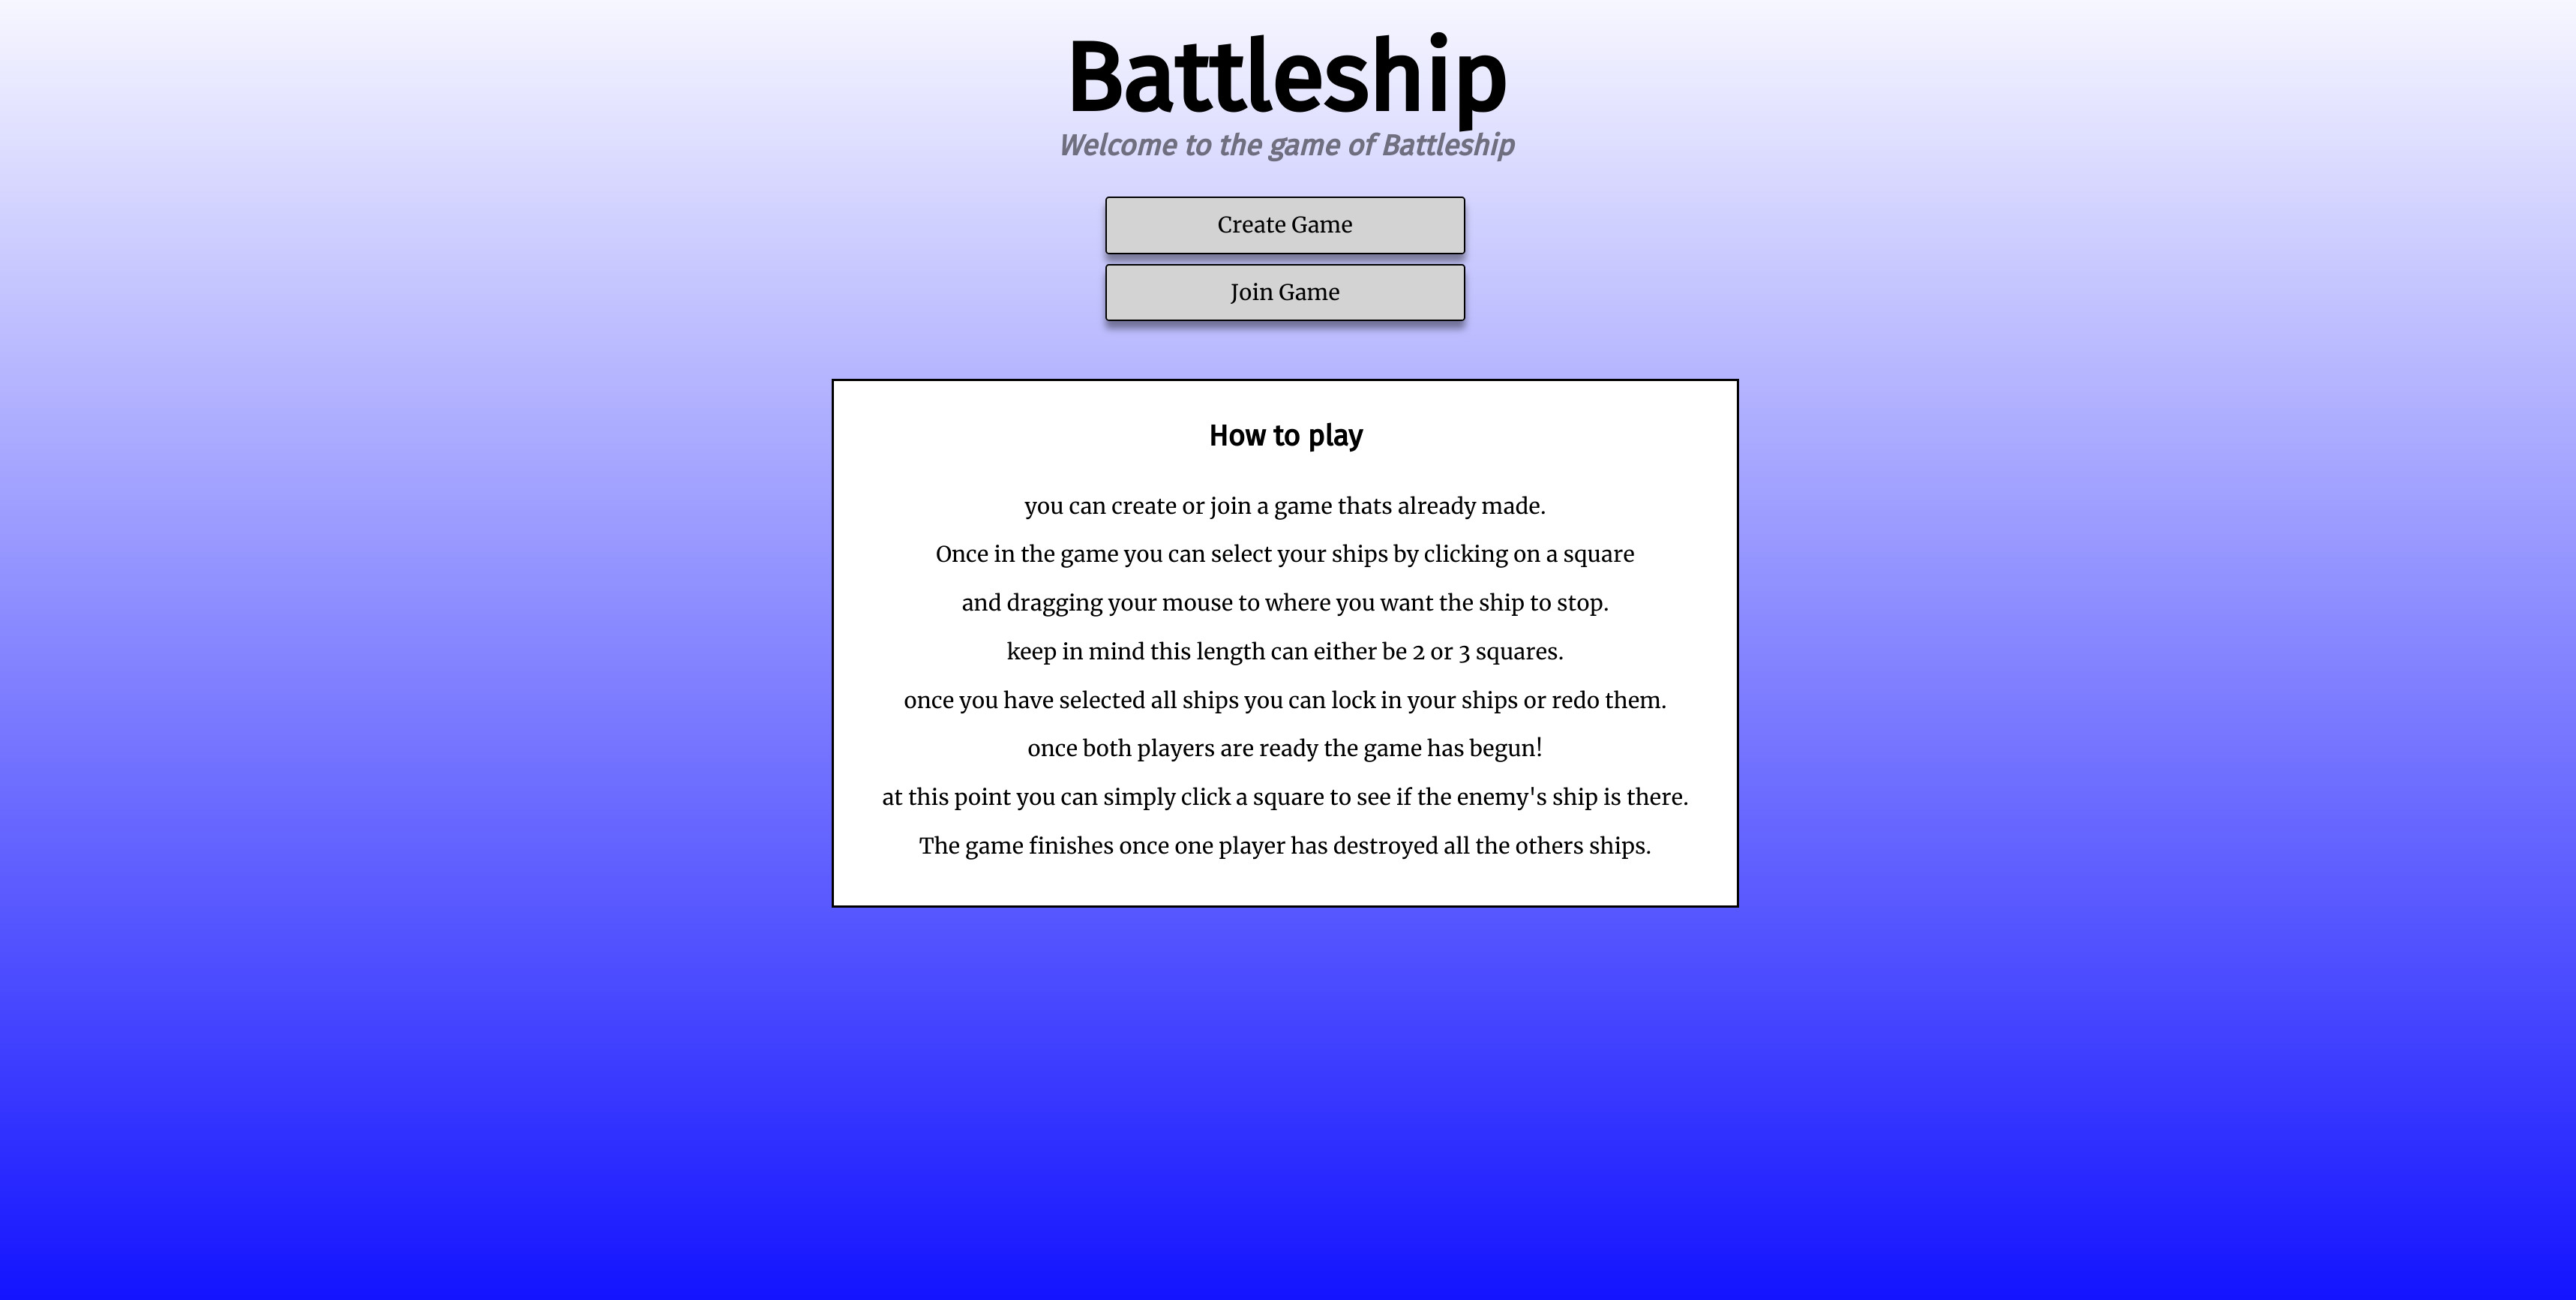 Battleship
Welcome to the game of Battleship
Create Game
Join Game
How to play
you can create or join a game thats already made.
Once in the game you can select your ships by clicking on a square
and dragging your mouse to where you want the ship to stop.
keep in mind this length can either be 2 or 3 squares.
once you have selected all ships you can lock in your ships or redo them.
once both players are ready the game has begun!
at this point you can simply click a square to see if the enemy's ship is there.
The game finishes once one player has destroyed all the others ships.